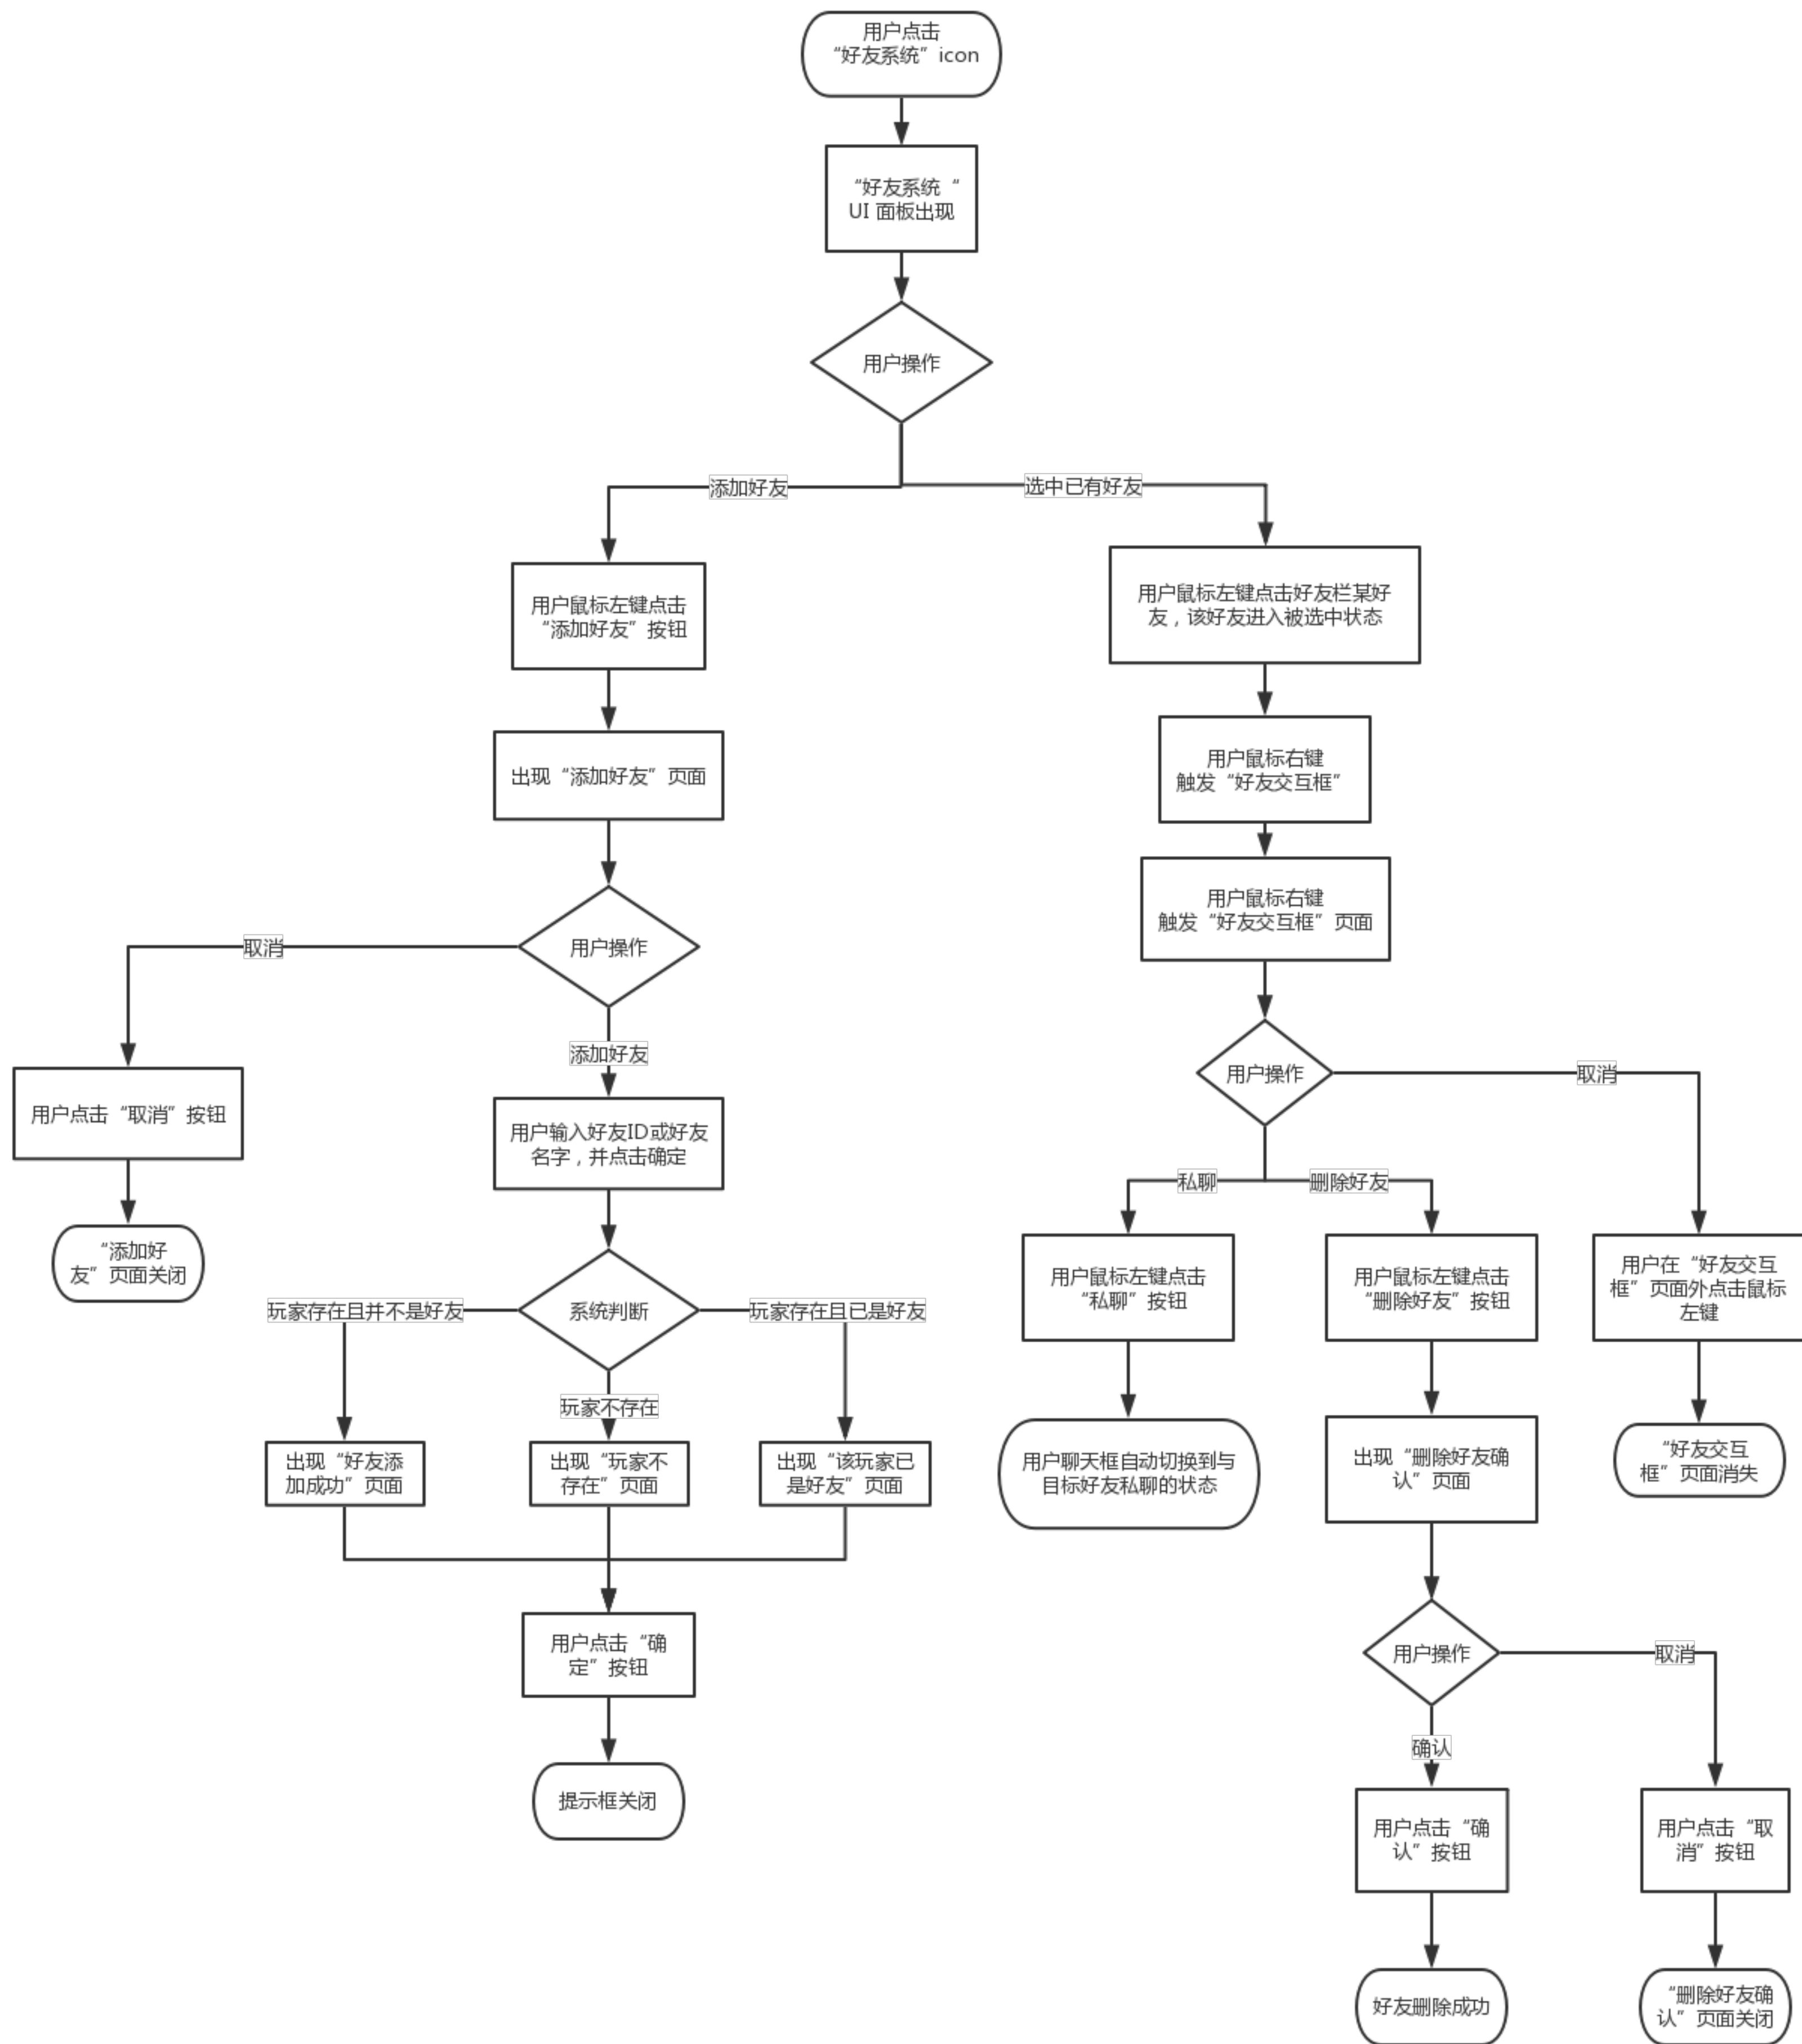 用户点击
“好友系统”icon
“好友系统“
UI 面板出现
用户操作
添加好友
选中已有好友
用户鼠标左键点击
“添加好友”按钮
用户鼠标左键点击好友栏某好
友，该好友进入被选中状态
出现“添加好友”页面
用户鼠标右键
触发“好友交互框”
用户鼠标右键
触发“好友交互框”页面
用户操作
取消
添加好友
用户操作
取消
用户点击“取消”按钮
用户输入好友ID或好友
名字，并点击确定
私聊
删除好友
“添加好
友”页面关闭
用户鼠标左键点击
“私聊”按钮
用户鼠标左键点击
“删除好友”按钮
用户在“好友交互
框”页面外点击鼠标
左键
玩家存在且并不是好友
系统判断
玩家存在且已是好友
玩家不存在
出现“好友添
加成功”页面
出现“玩家不
存在”页面
出现“该玩家已
是好友”页面
用户聊天框自动切换到与
目标好友私聊的状态
出现“删除好友确
认”页面
“好友交互
框”页面消失
用户点击“确
定”按钮
用户操作
取消
确认
提示框关闭
用户点击“确
认”按钮
用户点击“取
消”按钮
好友删除成功
“删除好友确
认”页面关闭